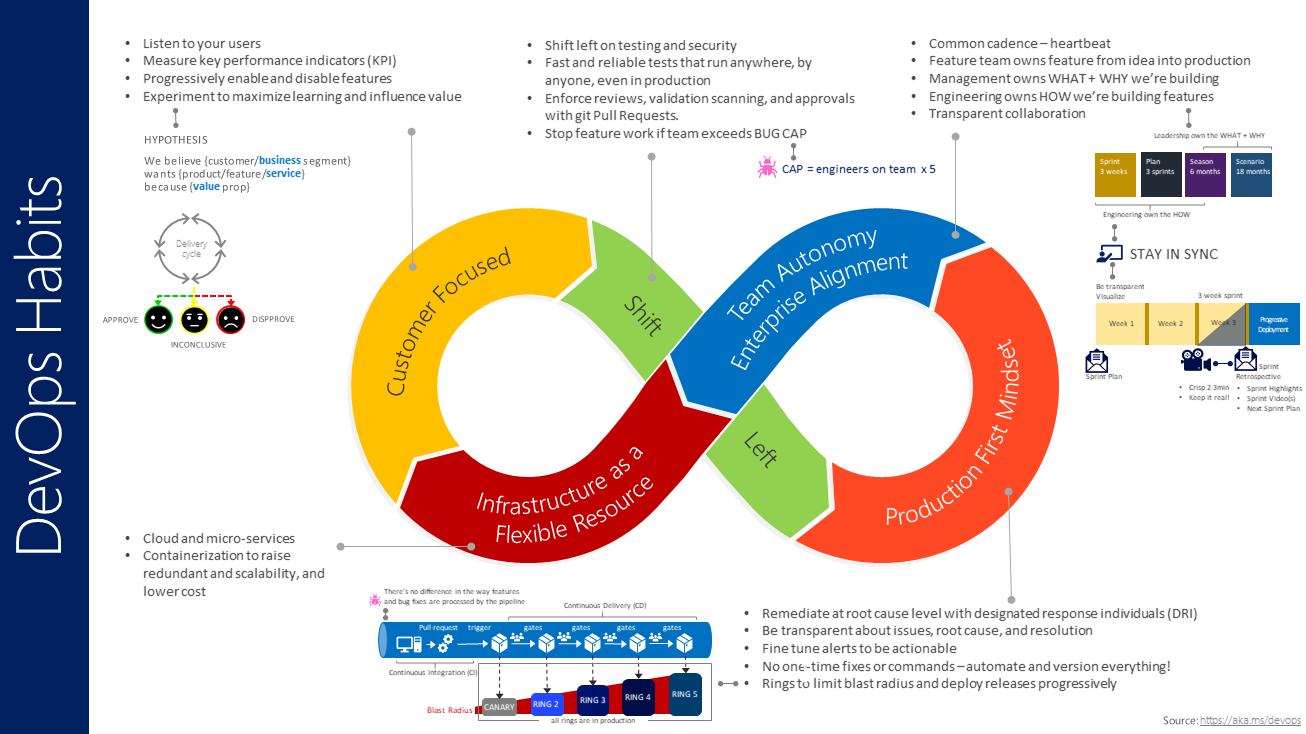 DevOps Habits
• Listen to your users
• Measure key performance indicators (KPI)
• Progressively enable and disable features
• Experiment to maximize learning and influence value
HYPOTHESIS
We believe {customer/business segment}
wants {product/feature/service}
because {value prop}
Delivery
cycle
APPROVE
DISPPROVE
INCONCLUSIVE
• Shift left on testing and security
• Fast and reliable tests that run anywhere, by
anyone, even in production
• Enforce reviews, validation scanning, and approvals
with git Pull Requests.
• Stop feature work if team exceeds BUG CAP
CAP = engineers on team x 5
• Common cadence – heartbeat
• Feature team owns feature from idea into production
• Management owns WHAT + WHY we're building
• Engineering owns HOW we're building features
• Transparent collaboration
Leadership own the WHAT + WHY
Sprint
3 weeks
Plan
3 sprints
Season
6 months
Scenario
18 months
Engineering own the HOW
STAY IN SYNC
Be transparent
Visualize
3 week sprint
Week 1
Week 2
Week 3
Progressive
Deployment
Sprint Plan
• Crisp 2-3min
• Keep it real!
Sprint
Retrospective
• Sprint Highlights
• Sprint Video(s)
• Next Sprint Plan
Customer Focused
Shift
Team Autonomy
Enterprise Alignment
Production First Mindset
Left
Infrastructure as a
Flexible Resource
• Cloud and micro-services
• Containerization to raise
redundant and scalability, and
lower cost
There's no difference in the way features
and bug fixes are processed by the pipeline
Continuous Delivery (CD)
Pull-request trigger gates gates gates gates
Continuous Integration (CI)
Blast Radius
CANARY
RING 2
RING 3
RING 4
RING 5
all rings are in production
• Remediate at root cause level with designated response individuals (DRI)
• Be transparent about issues, root cause, and resolution
• Fine tune alerts to be actionable
• No one-time fixes or commands – automate and version everything!
• Rings to limit blast radius and deploy releases progressively
Source: https://aka.ms/devops